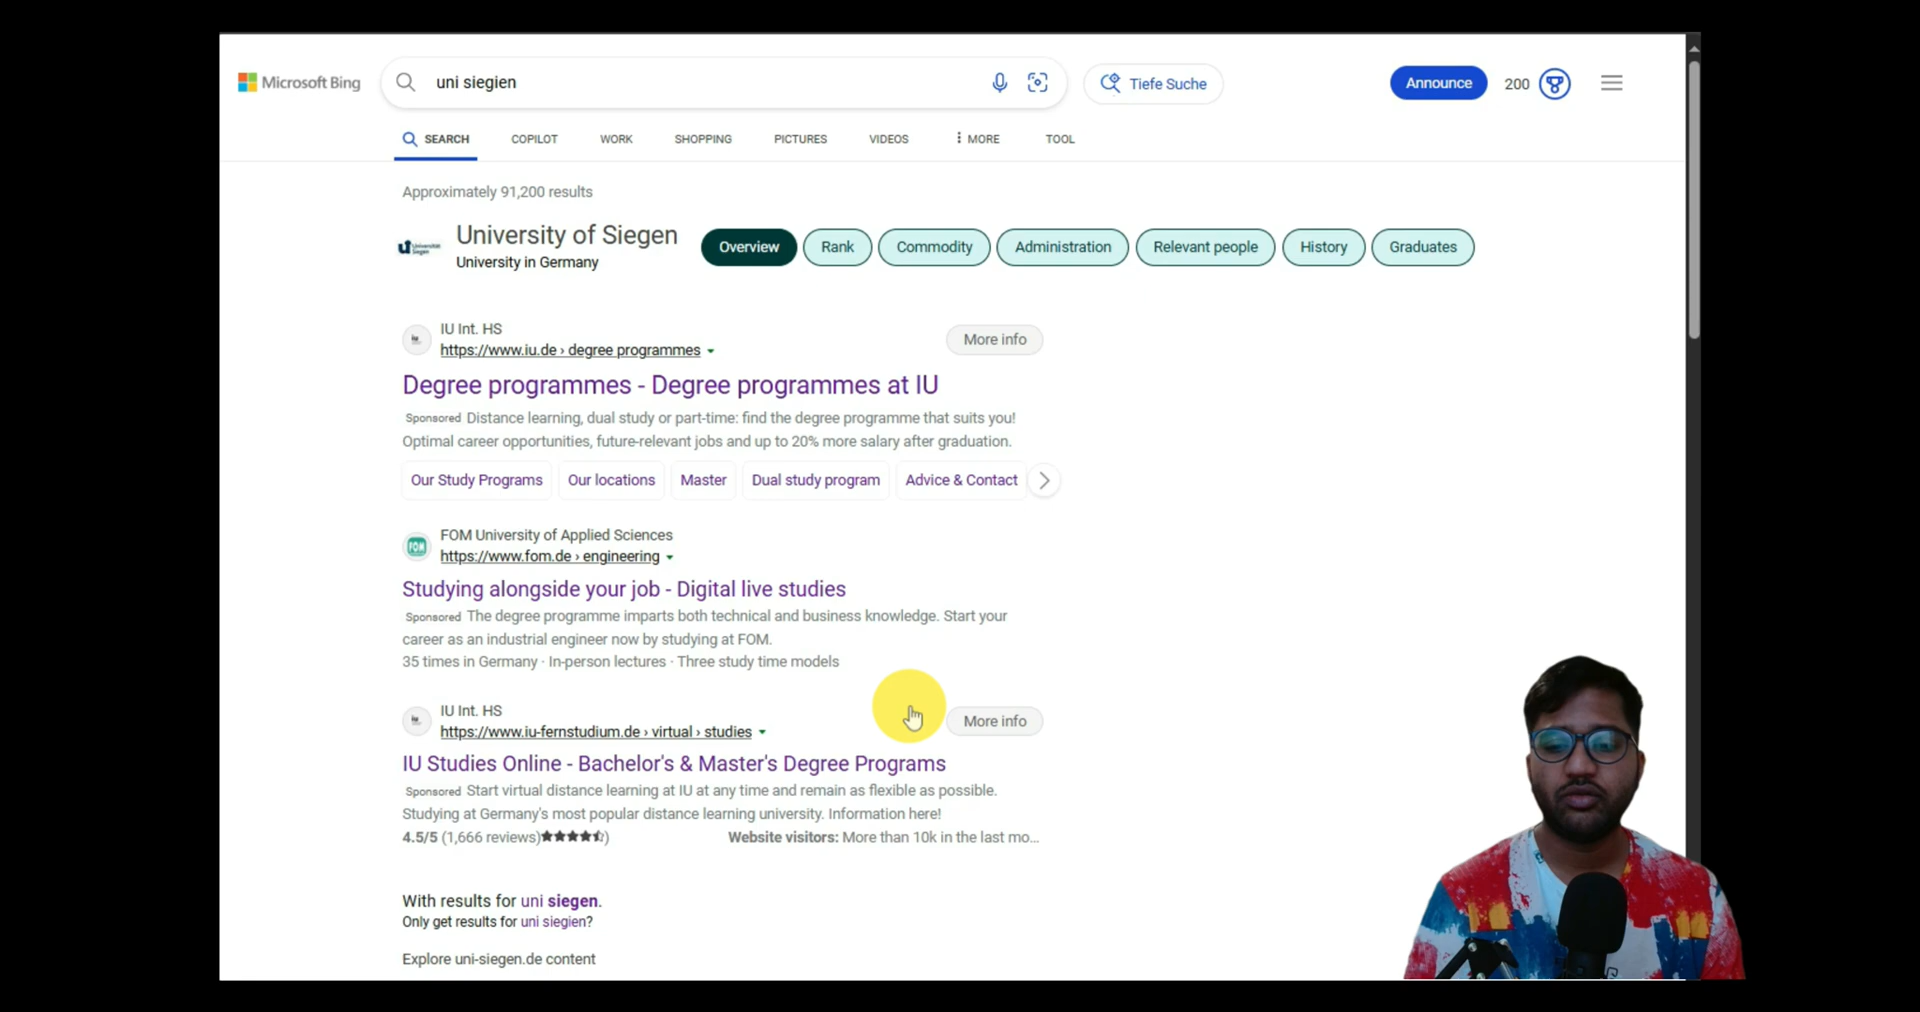 Microsoft Bing
uni siegien
Tiefe Suche
Announce
200
SEARCH
COPILOT
WORK
SHOPPING
PICTURES
VIDEOS
MORE
TOOL
Approximately 91,200 results
Universität
Siegen
University of Siegen
University in Germany
Overview
Rank
Commodity
Administration
Relevant people
History
Graduates
IU Int. HS
https://www.iu.de › degree programmes
More info
Degree programmes - Degree programmes at IU
Sponsored Distance learning, dual study or part-time: find the degree programme that suits you!
Optimal career opportunities, future-relevant jobs and up to 20% more salary after graduation.
Our Study Programs
Our locations
Master
Dual study program
Advice & Contact
FOM
FOM University of Applied Sciences
https://www.fom.de › engineering
Studying alongside your job - Digital live studies
Sponsored The degree programme imparts both technical and business knowledge. Start your
career as an industrial engineer now by studying at FOM.
35 times in Germany · In-person lectures · Three study time models
IU Int. HS
https://www.iu-fernstudium.de › virtual › studies
More info
IU Studies Online - Bachelor's & Master's Degree Programs
Sponsored Start virtual distance learning at IU at any time and remain as flexible as possible.
Studying at Germany's most popular distance learning university. Information here!
4.5/5 (1,666 reviews)★★★★⯨)
Website visitors: More than 10k in the last mo...
With results for uni siegen.
Only get results for uni siegien?
Explore uni-siegen.de content